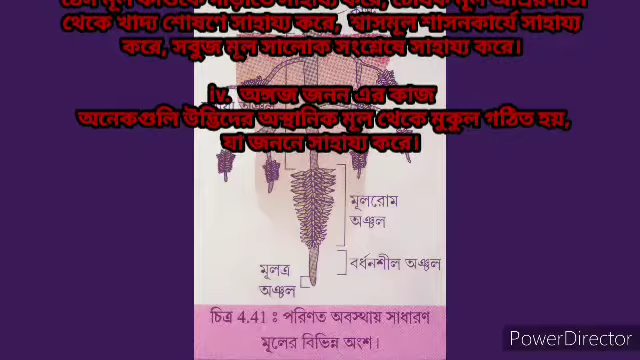 থেকে খাদ্য শোষণে সাহায্য করে, শ্বাসমূল শাসনকার্যে সাহায্য
করে, সবুজ মূল সালোক সংশ্লেষে সাহায্য করে।
iv. অঙ্গজ জনন এর কাজ
অনেকগুলি উদ্ভিদের অস্থানিক মূল থেকে মুকুল গঠিত হয়,
যা জননে সাহায্য করে।
মূলরোম
অঞ্চল
বর্ধনশীল অঞ্চল
মূলত্র
অঞ্চল
চিত্র 4.41 : পরিণত অবস্থায় সাধারণ
মূলের বিভিন্ন অংশ।
PowerDirector